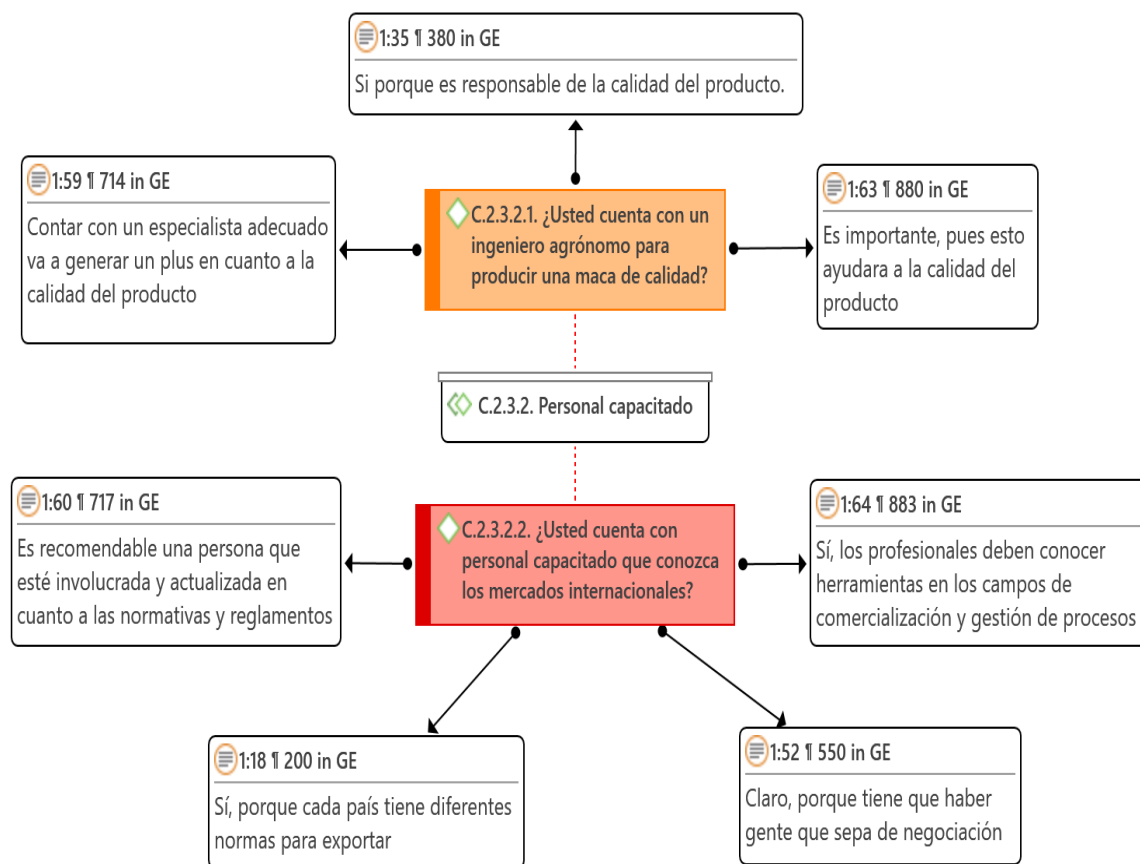 1:35 ¶ 380 in GE
Si porque es responsable de la calidad del producto.
1:59 ¶ 714 in GE
Contar con un especialista adecuado
va a generar un plus en cuanto a la
calidad del producto
C.2.3.2.1. ¿Usted cuenta con un
ingeniero agrónomo para
producir una maca de calidad?
1:63 ¶ 880 in GE
Es importante, pues esto
ayudara a la calidad del
producto
C.2.3.2. Personal capacitado
1:60 ¶ 717 in GE
Es recomendable una persona que
esté involucrada y actualizada en
cuanto a las normativas y reglamentos
C.2.3.2.2. ¿Usted cuenta con
personal capacitado que conozca
los mercados internacionales?
1:64 ¶ 883 in GE
Sí, los profesionales deben conocer
herramientas en los campos de
comercialización y gestión de procesos
1:18 ¶ 200 in GE
Sí, porque cada país tiene diferentes
normas para exportar
1:52 ¶ 550 in GE
Claro, porque tiene que haber
gente que sepa de negociación